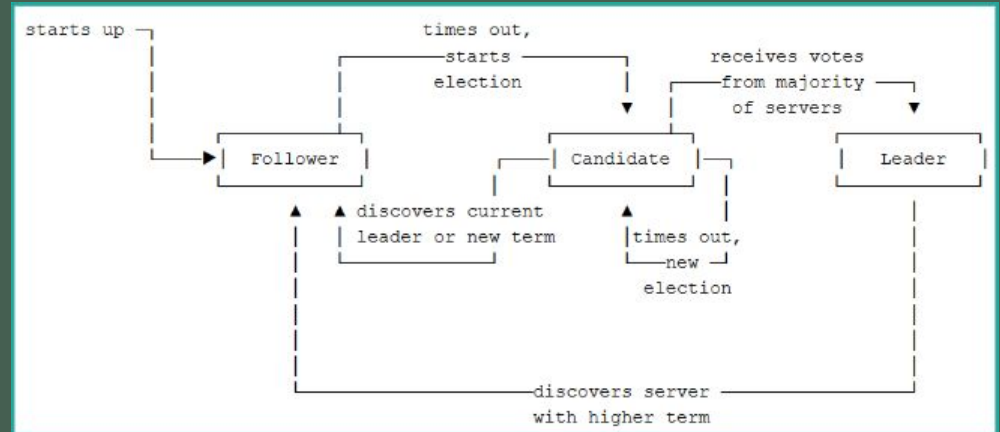 starts up
times out,
starts
election
receives votes
from majority
of servers
Follower
Candidate
Leader
discovers current
leader or new term
times out,
new
election
discovers server
with higher term